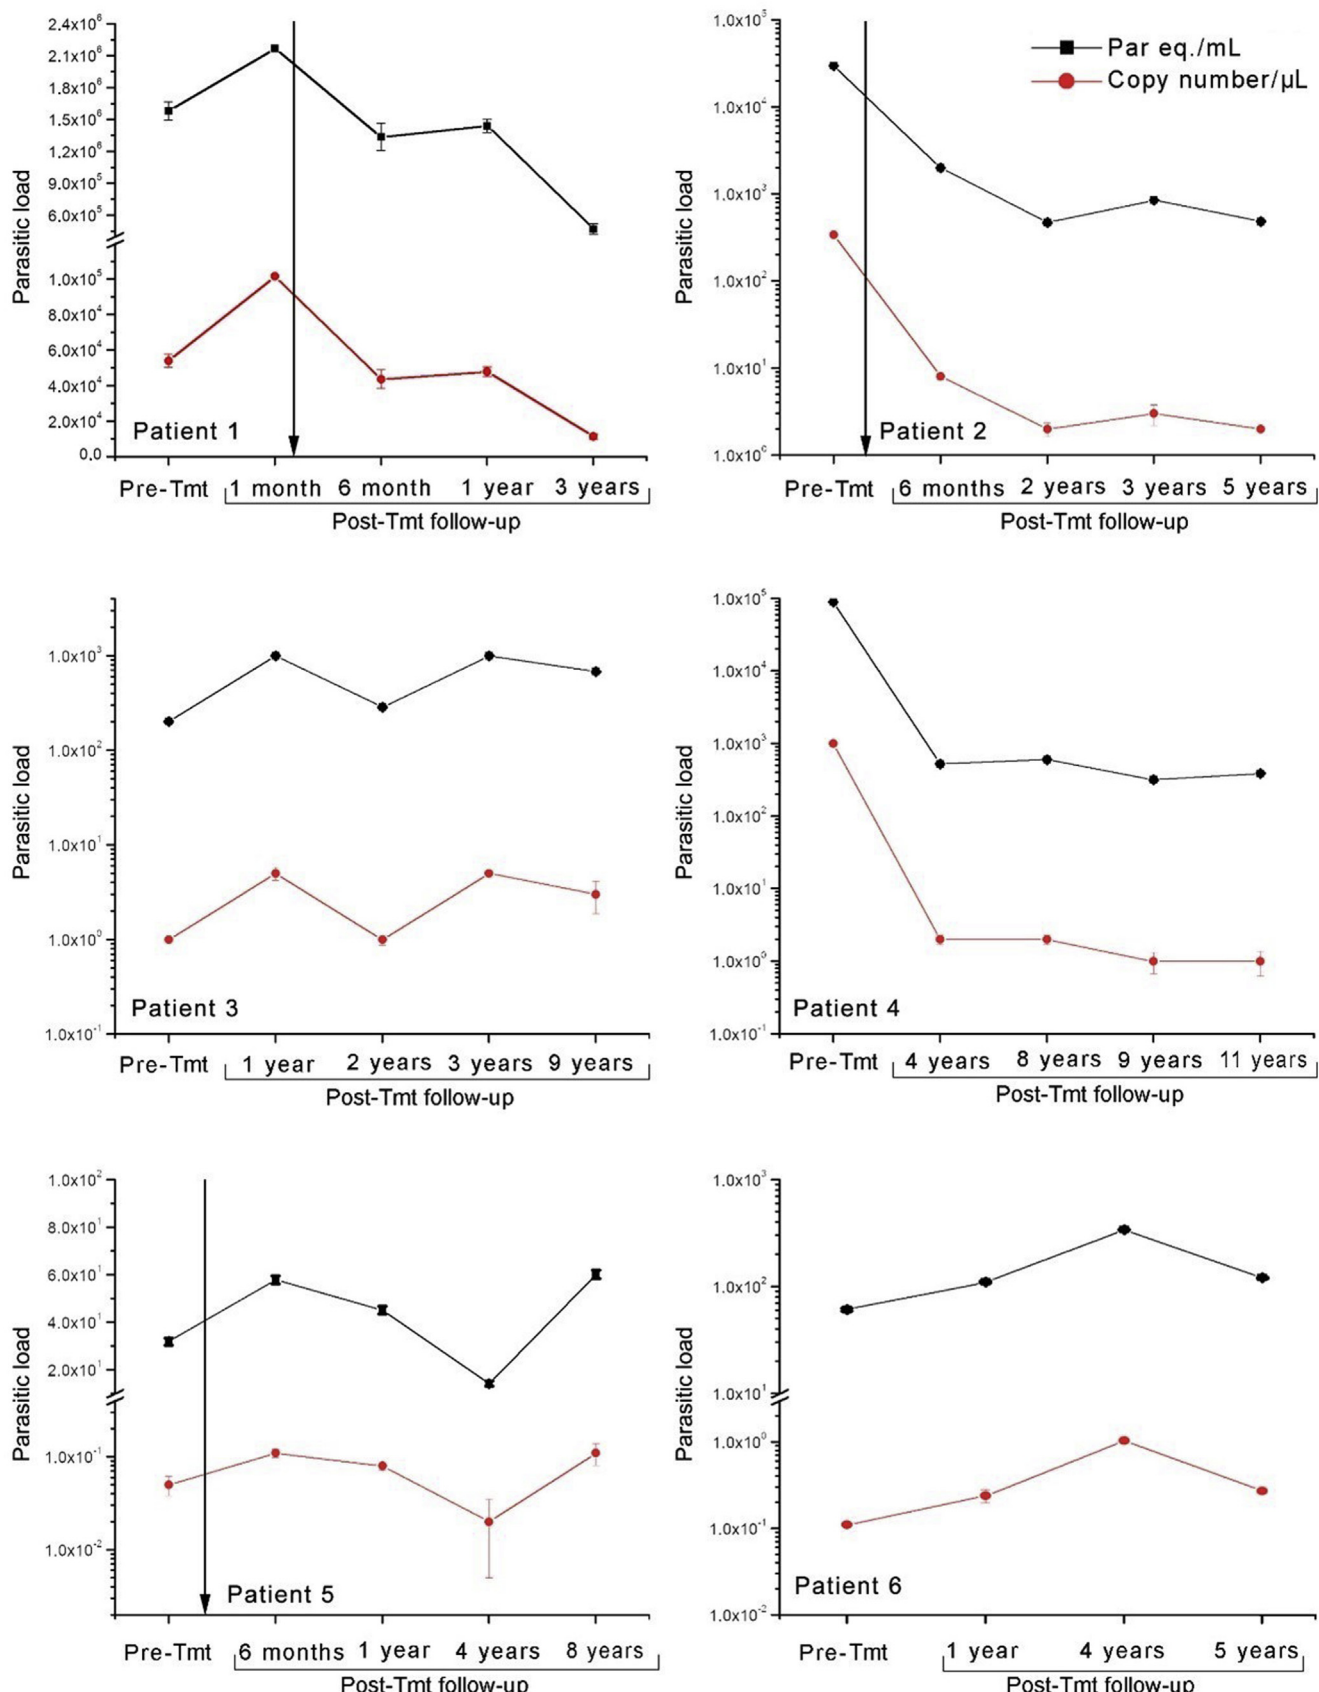 2.4x10⁶
2.1x10⁶
1.8x10⁶
1.5x10⁶
1.2x10⁶
9.0x10⁵
6.0x10⁵
1.0x10⁵
8.0x10⁴
6.0x10⁴
4.0x10⁴
2.0x10⁴
0.0
Parasitic load
Parasitic load
Patient 1
Pre-Tmt 1 month 6 month 1 year 3 years
Post-Tmt follow-up
Par eq./mL
Copy number/µL
1.0x10⁵
1.0x10⁴
1.0x10³
1.0x10²
1.0x10¹
1.0x10⁰
Parasitic load
Patient 2
Pre-Tmt 6 months 2 years 3 years 5 years
Post-Tmt follow-up
1.0x10³
1.0x10²
1.0x10¹
1.0x10⁰
1.0x10⁻¹
Parasitic load
Patient 3
Pre-Tmt 1 year 2 years 3 years 9 years
Post-Tmt follow-up
1.0x10⁵
1.0x10⁴
1.0x10³
1.0x10²
1.0x10¹
1.0x10⁰
1.0x10⁻¹
Parasitic load
Patient 4
Pre-Tmt 4 years 8 years 9 years 11 years
Post-Tmt follow-up
1.0x10²
8.0x10¹
6.0x10¹
4.0x10¹
2.0x10¹
1.0x10⁻¹
1.0x10⁻²
Parasitic load
Patient 5
Pre-Tmt 6 months 1 year 4 years 8 years
Post-Tmt follow-up
1.0x10³
1.0x10²
1.0x10¹
1.0x10⁰
1.0x10⁻¹
1.0x10⁻²
Parasitic load
Patient 6
Pre-Tmt 1 year 4 years 5 years
Post-Tmt follow-up